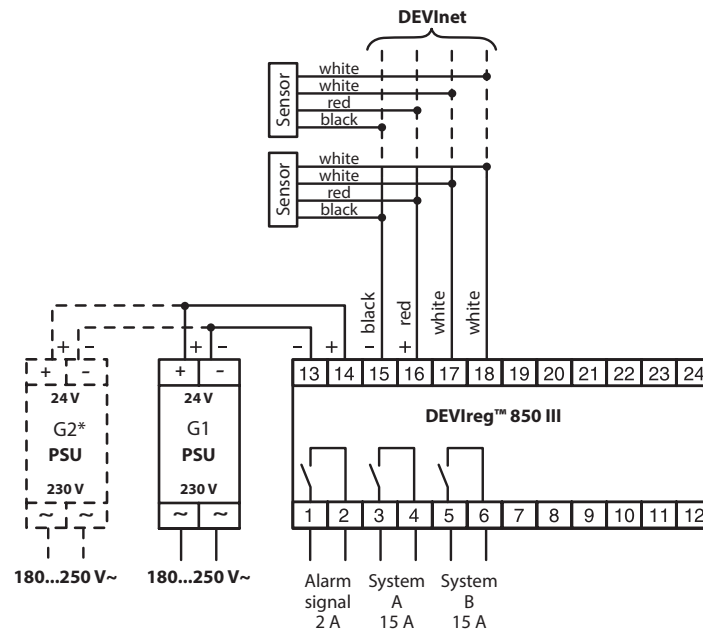 DEVInet
Sensor
white
white
red
black
Sensor
white
white
red
black
black
red
white
white
+ − + − − + − +
+ − + − 13 14 15 16 17 18 19 20 21 22 23 24
24 V 24 V
G2* G1 DEVIreg™ 850 III
PSU PSU
230 V 230 V
~ ~ ~ ~ 1 2 3 4 5 6 7 8 9 10 11 12
180...250 V~ 180...250 V~
Alarm System System
signal A B
2 A 15 A 15 A